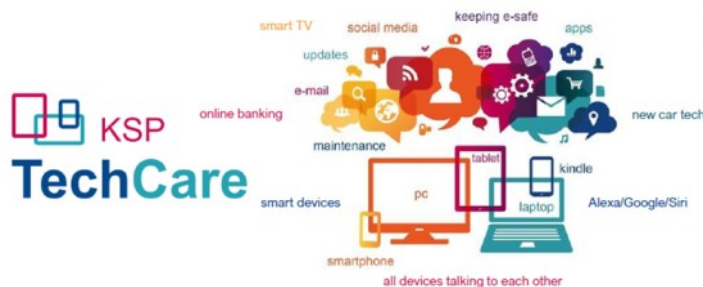 keeping e-safe
smart TV
social media
apps
updates
e-mail
online banking
new car tech
KSP
TechCare
maintenance
tablet
kindle
pc
smart devices
laptop
Alexa/Google/Siri
smartphone
all devices talking to each other